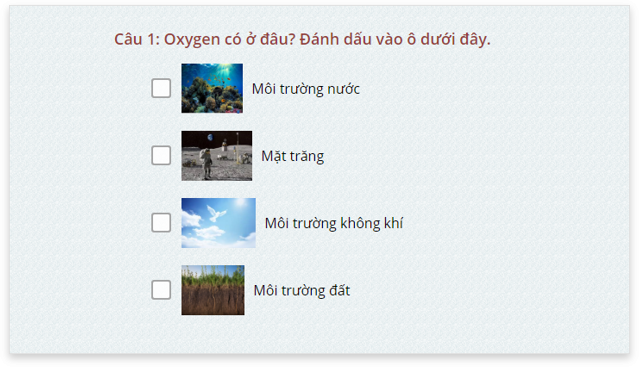 Câu 1: Oxygen có ở đâu? Đánh dấu vào ô dưới đây.
Môi trường nước
Mặt trăng
Môi trường không khí
Môi trường đất